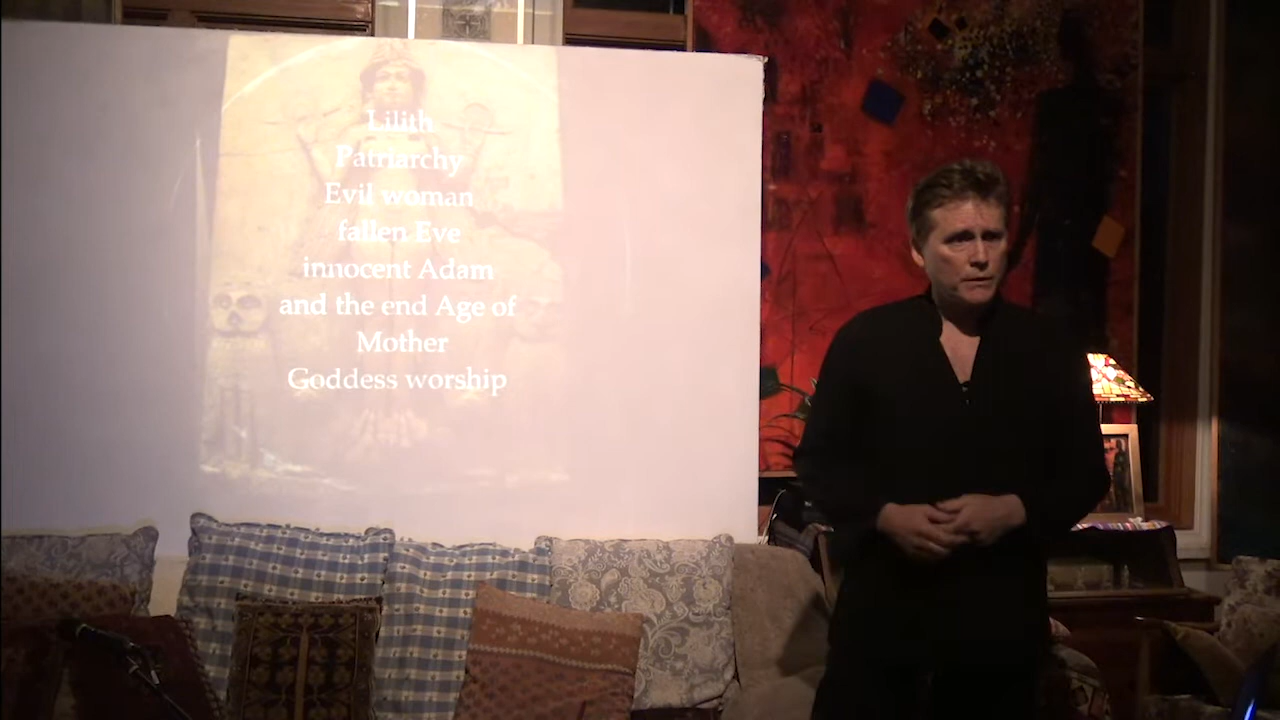 Lilith
Patriarchy
Evil woman
fallen Eve
innocent Adam
and the end Age of
Mother
Goddess worship